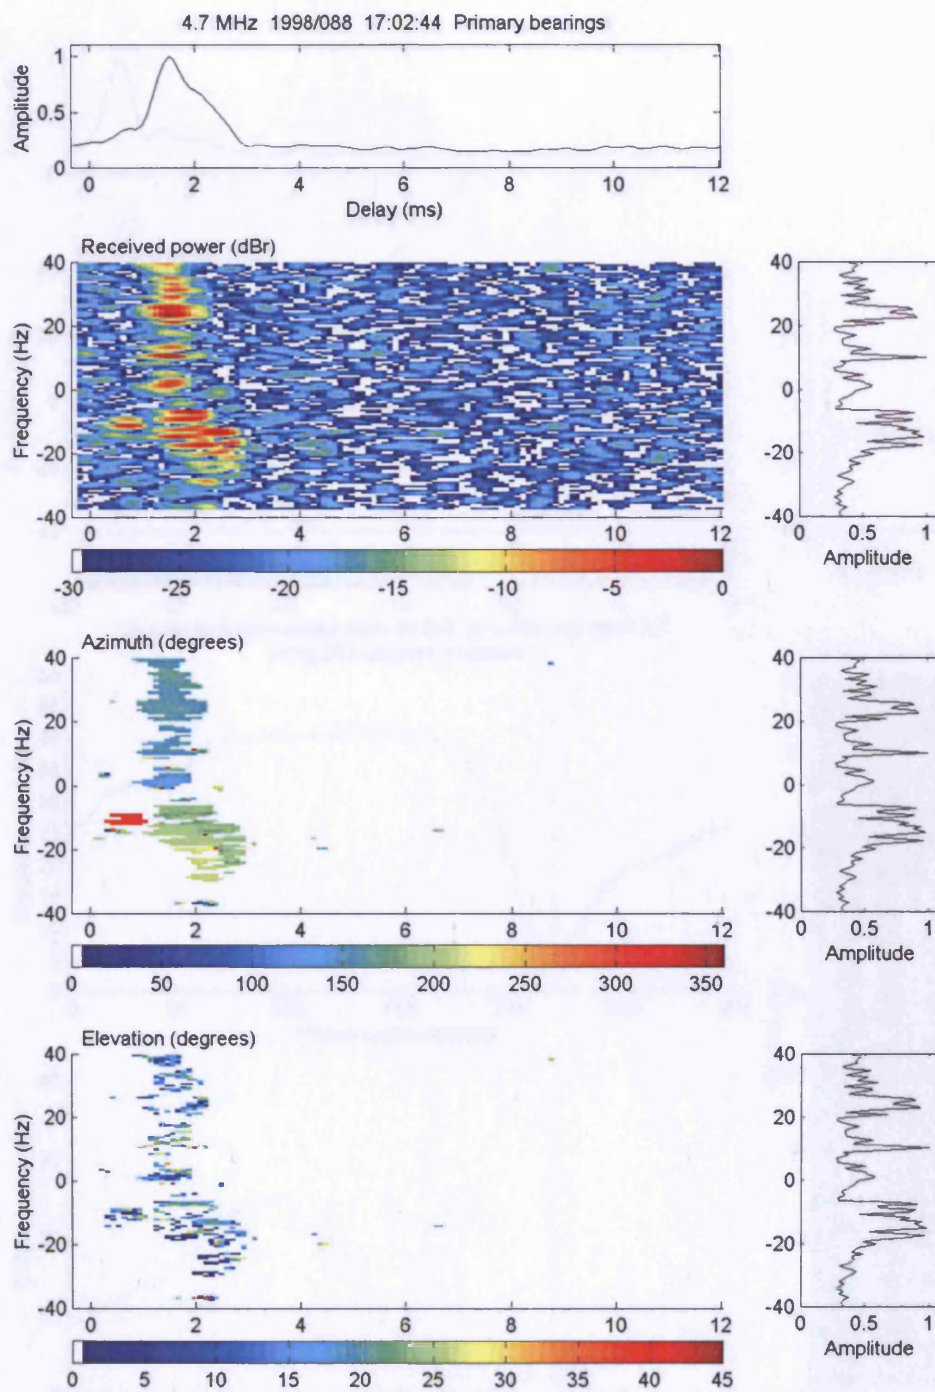 4.7 MHz 1998/088 17:02:44 Primary bearings
Amplitude
1
0.5
0
0 2 4 6 8 10 12
Delay (ms)
Received power (dBr)
Frequency (Hz)
40
20
0
-20
-40
0 2 4 6 8 10 12
-30 -25 -20 -15 -10 -5 0
40
20
0
-20
-40
0 0.5 1
Amplitude
Azimuth (degrees)
Frequency (Hz)
40
20
0
-20
-40
0 2 4 6 8 10 12
0 50 100 150 200 250 300 350
40
20
0
-20
-40
0 0.5 1
Amplitude
Elevation (degrees)
Frequency (Hz)
40
20
0
-20
-40
0 2 4 6 8 10 12
0 5 10 15 20 25 30 35 40 45
40
20
0
-20
-40
0 0.5 1
Amplitude